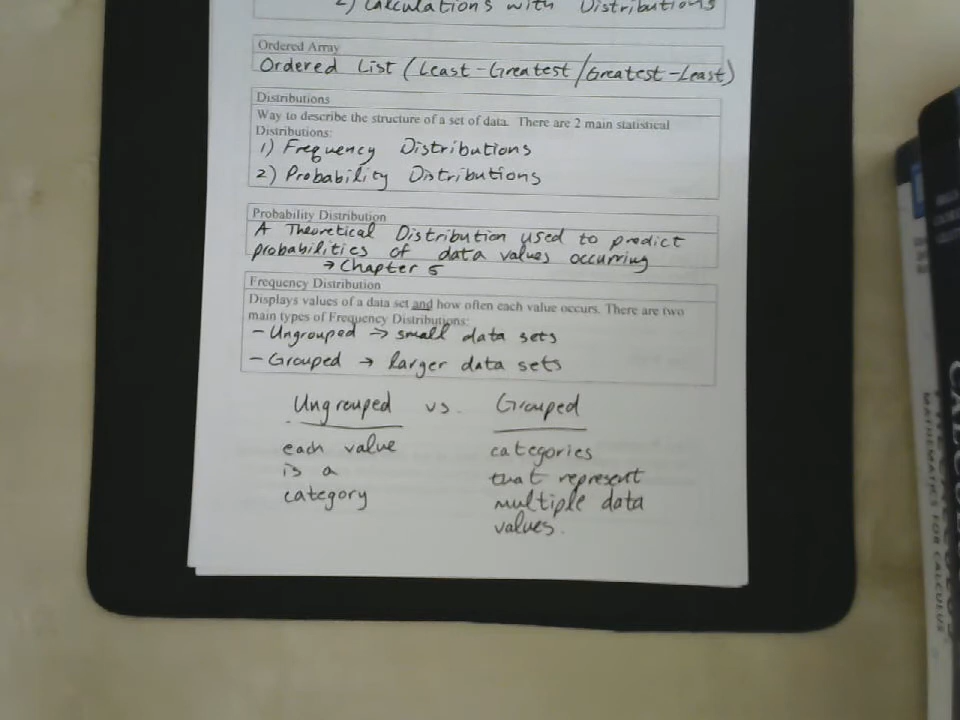 2) Calculations with Distributions
Ordered Array
Ordered List (Least-Greatest/Greatest-Least)
Distributions
Way to describe the structure of a set of data. There are 2 main statistical
Distributions:
1) Frequency Distributions
2) Probability Distributions
Probability Distribution
A Theoretical Distribution used to predict
probabilities of data values occurring
→ Chapter 5
Frequency Distribution
Displays values of a data set and how often each value occurs. There are two
main types of Frequency Distributions:
- Ungrouped → small data sets
- Grouped → larger data sets
Ungrouped vs. Grouped
each value
is a
category
categories
that represent
multiple data
values.
MATHEMATICS FOR CALCULUS